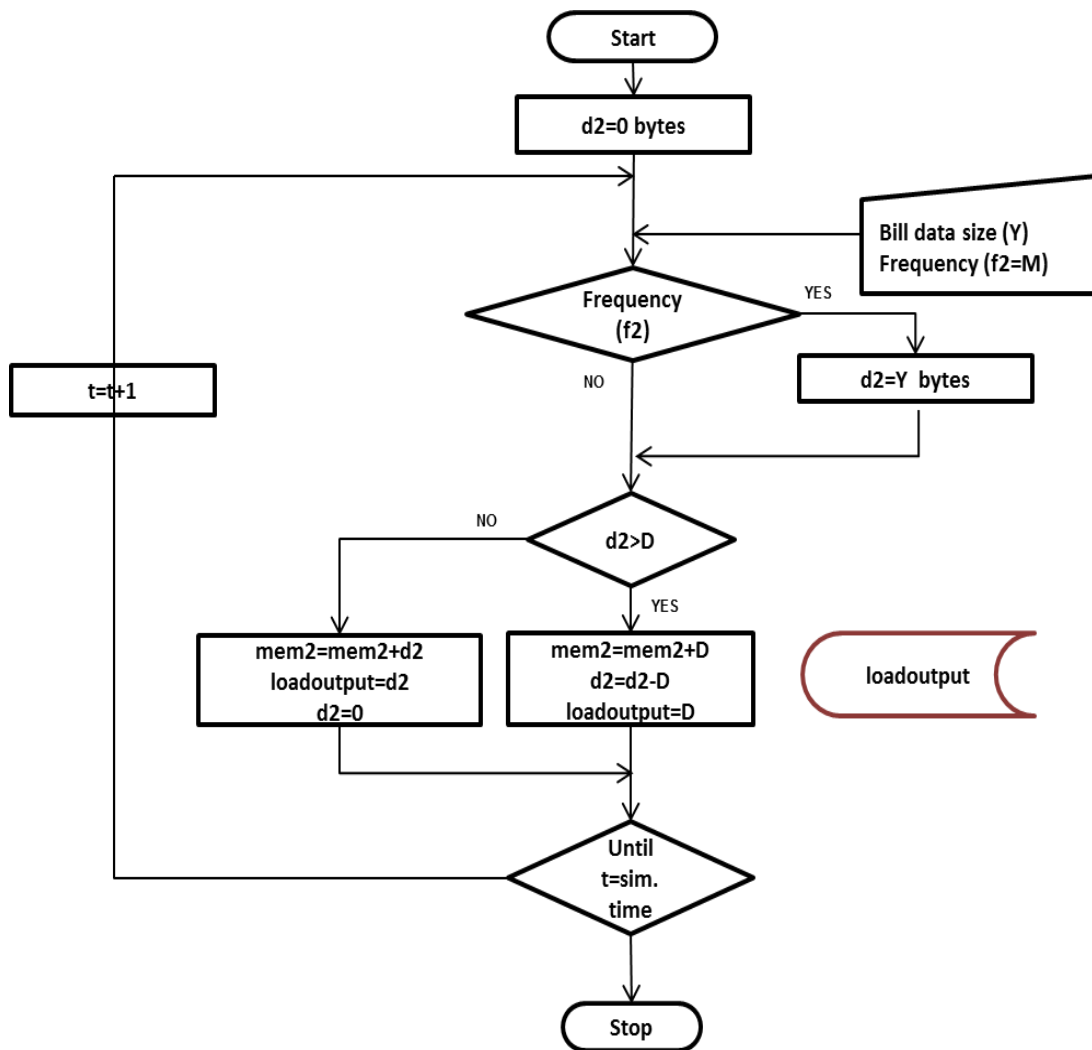 Start
d2=0 bytes
Bill data size (Y)
Frequency (f2=M)
Frequency
(f2)
YES
NO
d2=Y bytes
t=t+1
d2>D
NO
YES
mem2=mem2+d2
loadoutput=d2
d2=0
mem2=mem2+D
d2=d2-D
loadoutput=D
loadoutput
Until
t=sim.
time
Stop